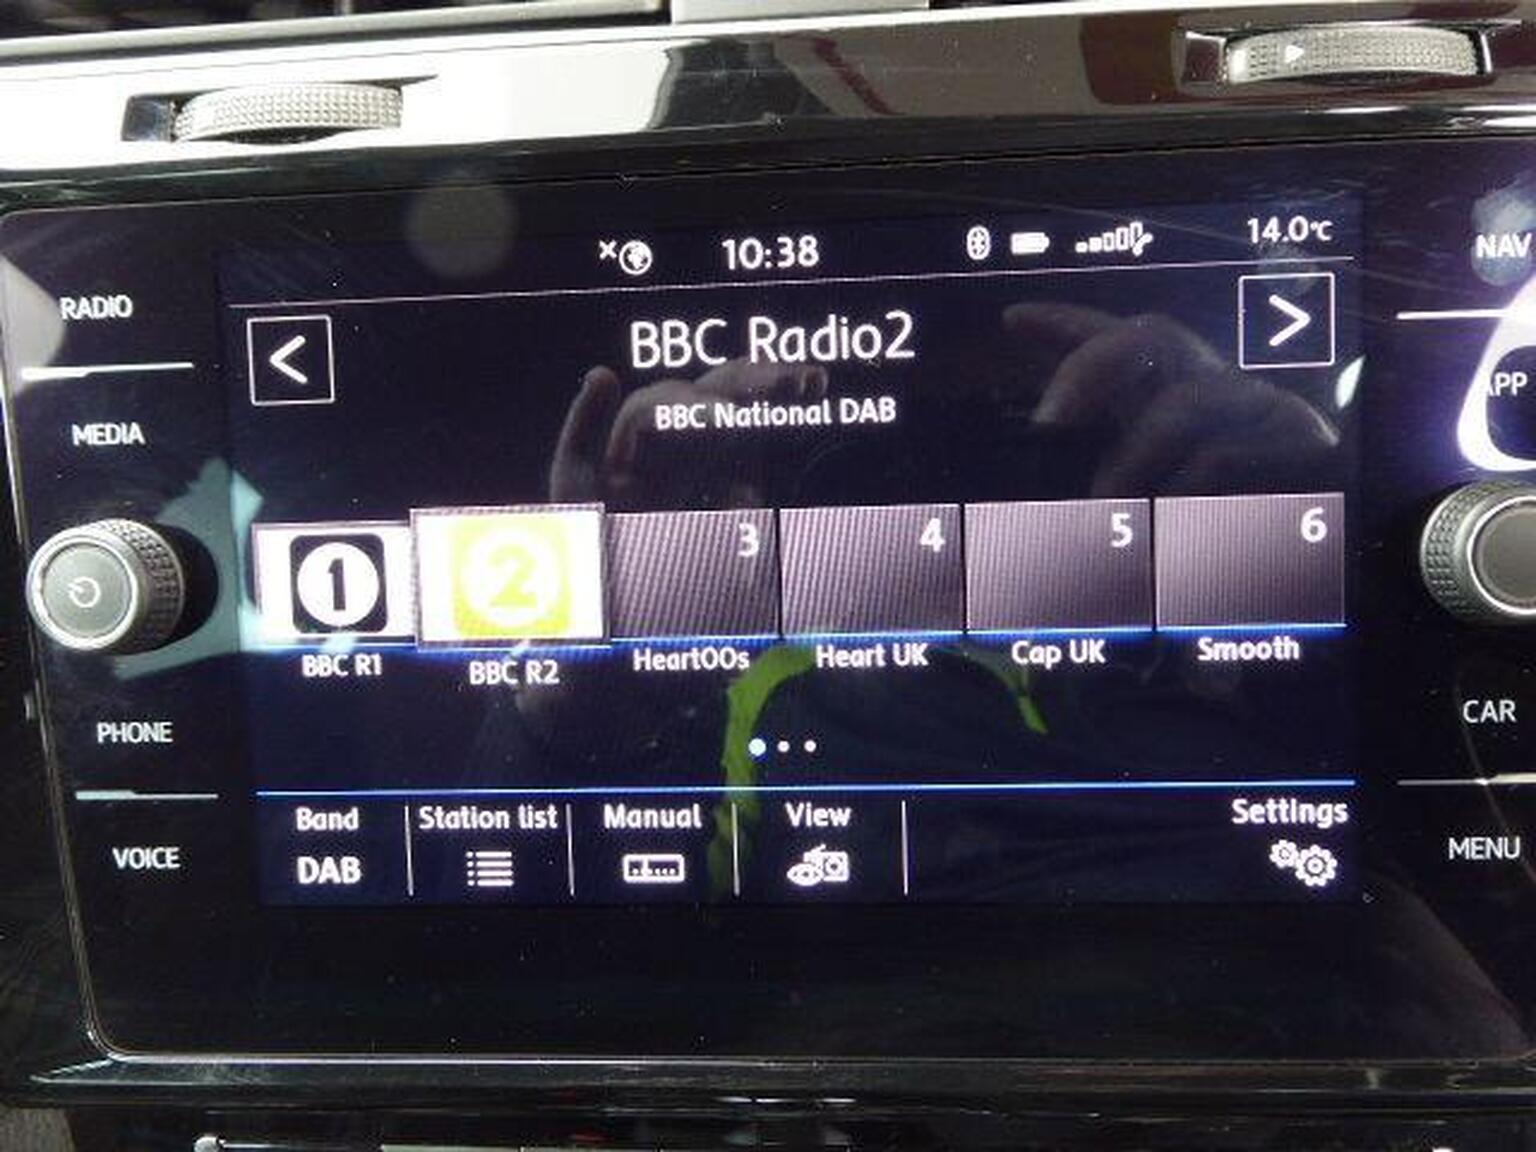 10:38
14.0°C
RADIO
MEDIA
PHONE
VOICE
<
BBC Radio2
>
BBC National DAB
1
2
3
4
5
6
BBC R1
BBC R2
Heart00s
Heart UK
Cap UK
Smooth
Band
DAB
Station list
Manual
View
Settings
NAV
APP
CAR
MENU